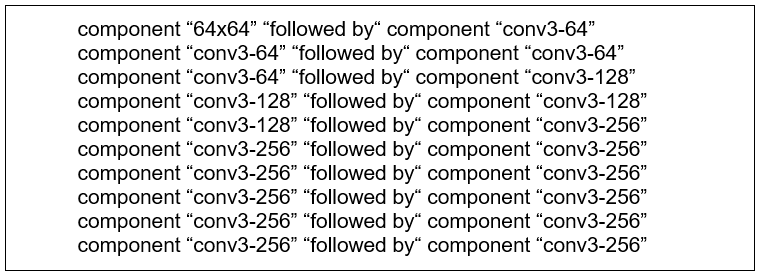 component “64x64” “followed by“ component “conv3-64”
component “conv3-64” “followed by“ component “conv3-64”
component “conv3-64” “followed by“ component “conv3-128”
component “conv3-128” “followed by“ component “conv3-128”
component “conv3-128” “followed by“ component “conv3-256”
component “conv3-256” “followed by“ component “conv3-256”
component “conv3-256” “followed by“ component “conv3-256”
component “conv3-256” “followed by“ component “conv3-256”
component “conv3-256” “followed by“ component “conv3-256”
component “conv3-256” “followed by“ component “conv3-256”